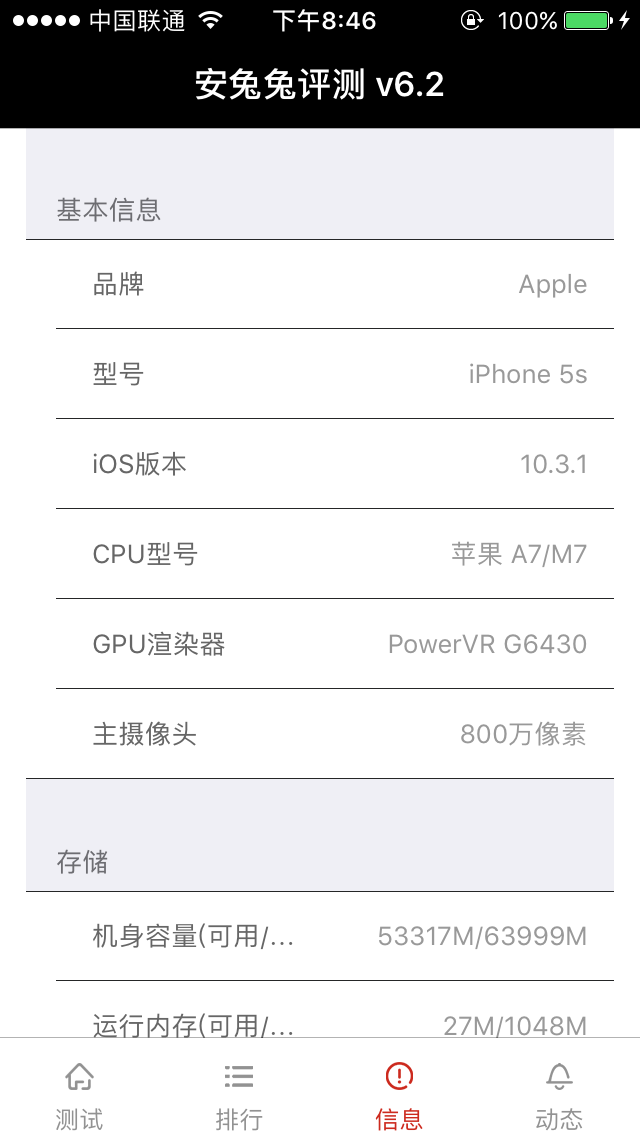 中国联通 下午8:46 100%
安兔兔评测 v6.2
基本信息
品牌 Apple
型号 iPhone 5s
iOS版本 10.3.1
CPU型号 苹果 A7/M7
GPU渲染器 PowerVR G6430
主摄像头 800万像素
存储
机身容量(可用/... 53317M/63999M
运行内存(可用/... 27M/1048M
测试 排行 信息 动态